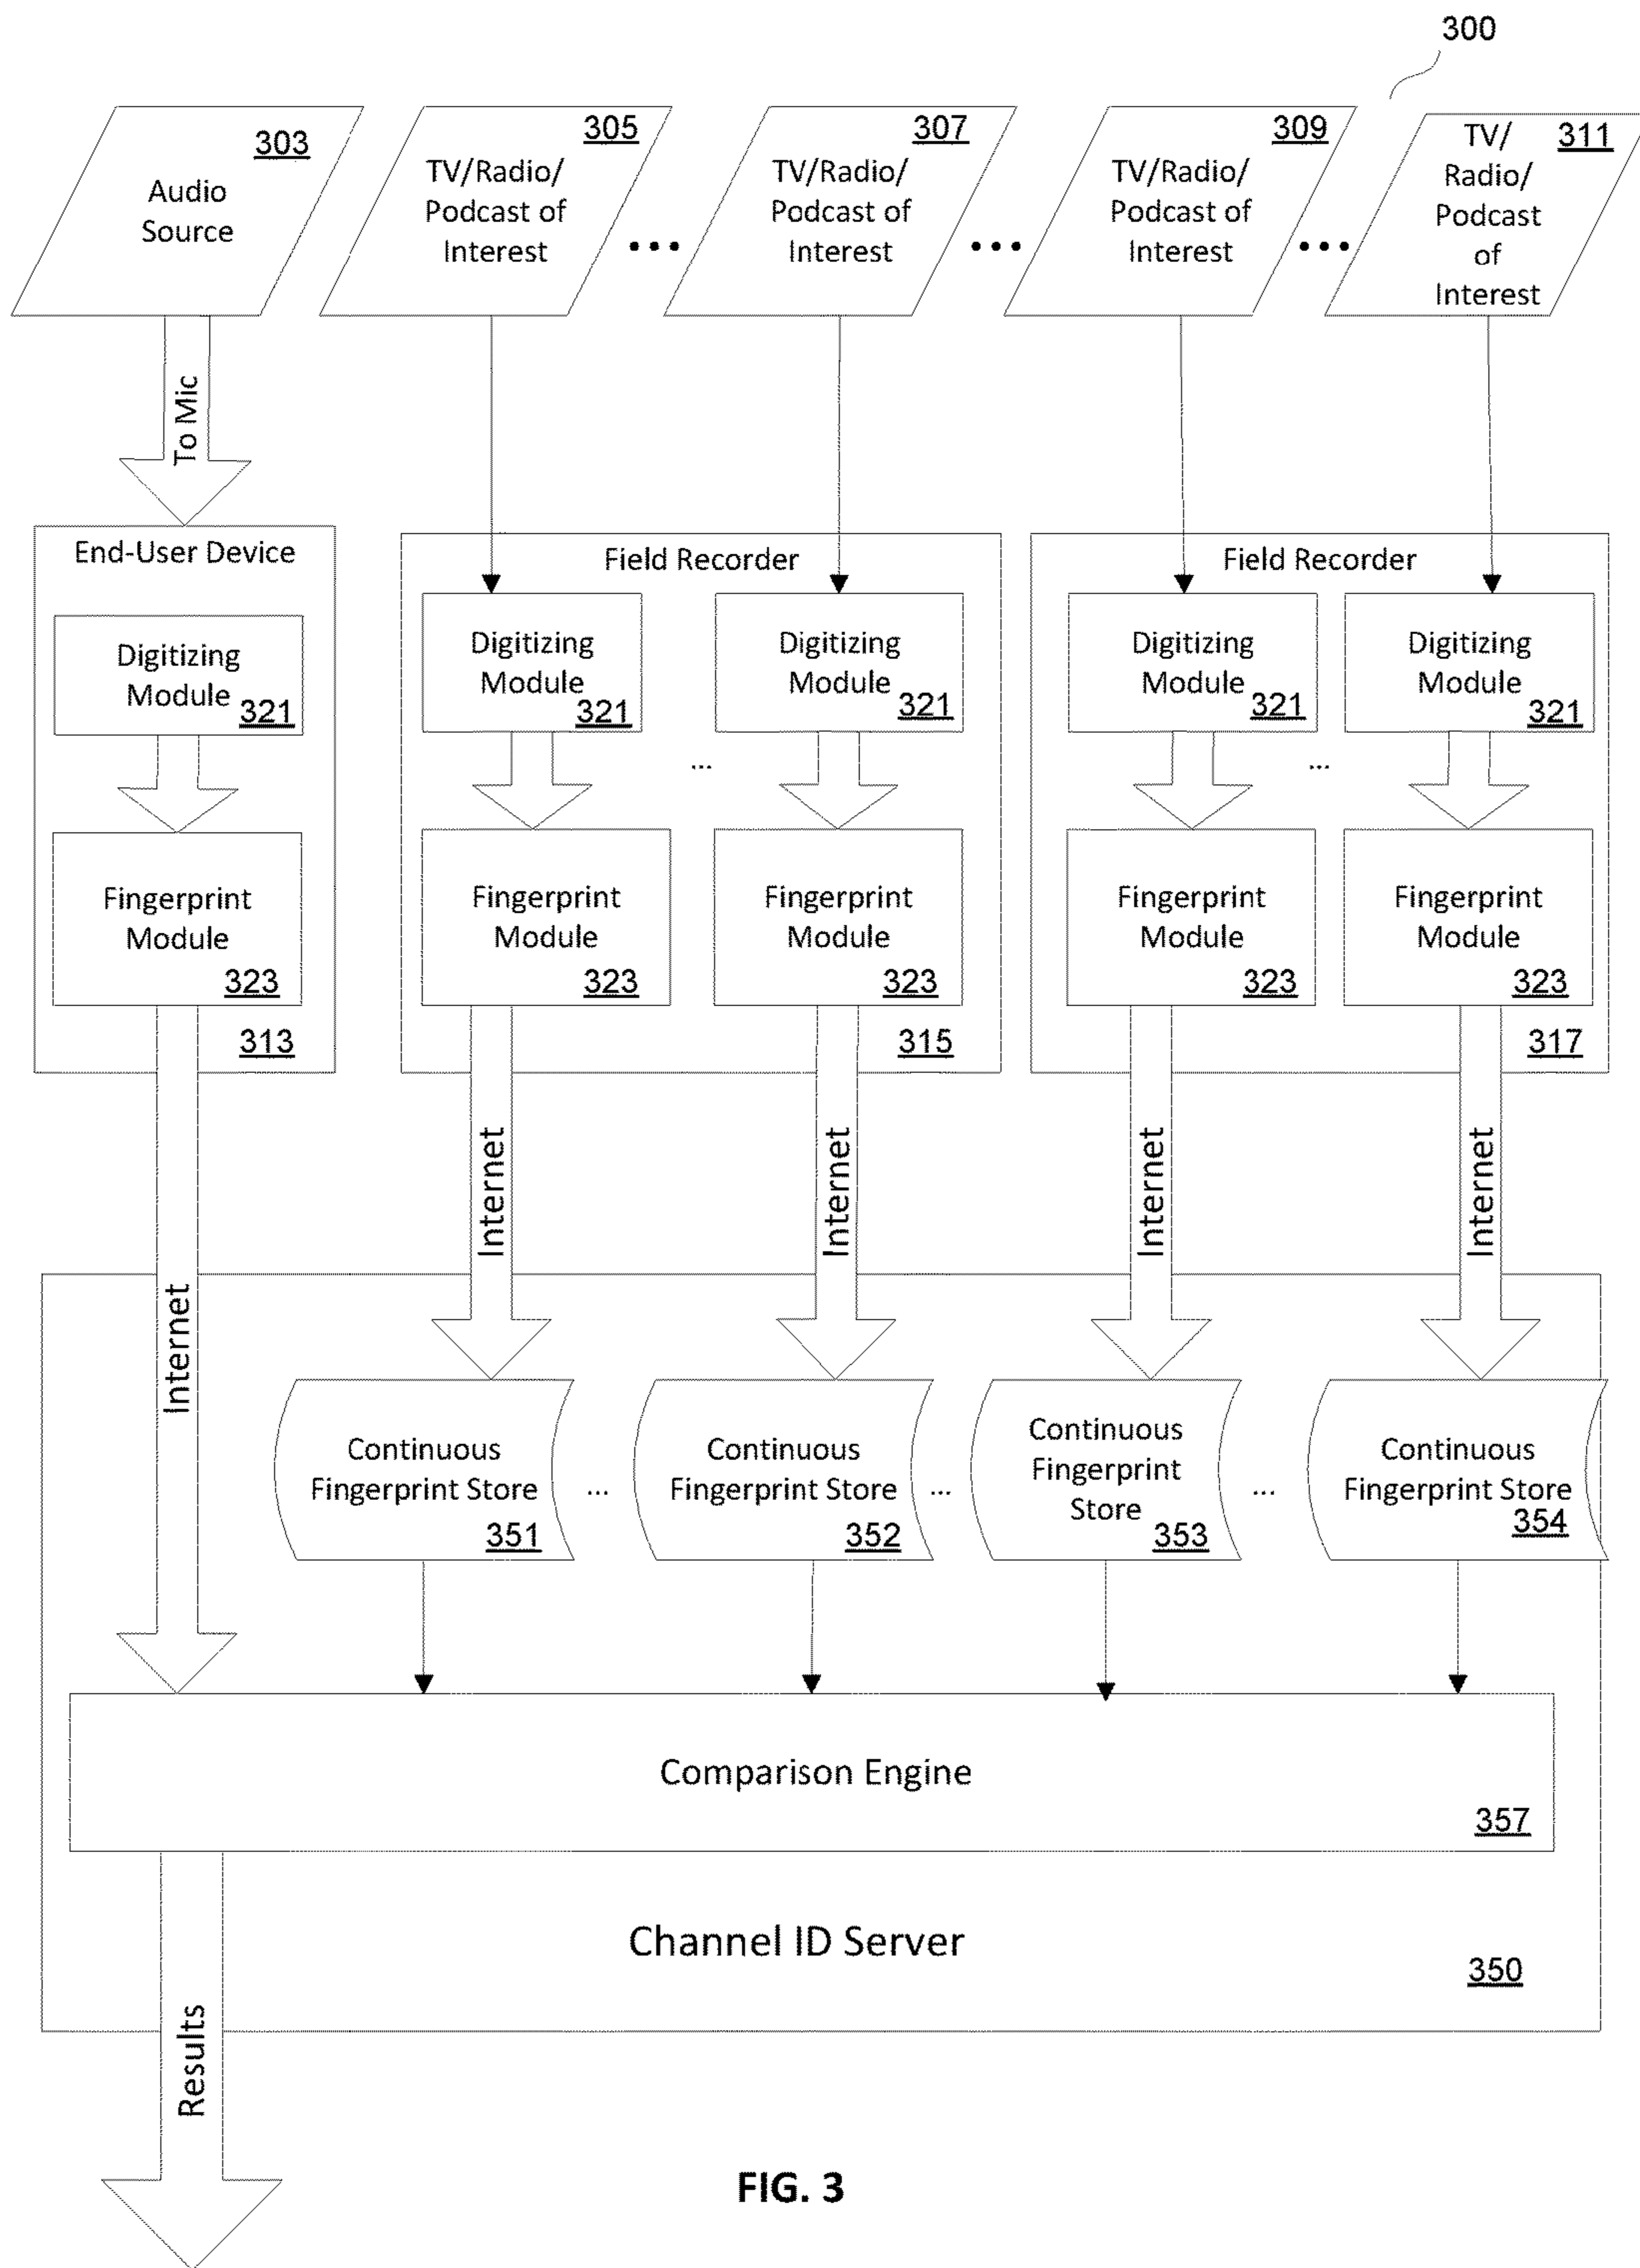 300
303
Audio
Source
305
TV/Radio/
Podcast of
Interest
...
307
TV/Radio/
Podcast of
Interest
...
309
TV/Radio/
Podcast of
Interest
...
311
TV/
Radio/
Podcast
of
Interest
To Mic
End-User Device
Digitizing
Module
321
Fingerprint
Module
323
313
Field Recorder
Digitizing
Module
321
Digitizing
Module
321
...
Fingerprint
Module
323
Fingerprint
Module
323
315
Field Recorder
Digitizing
Module
321
Digitizing
Module
321
...
Fingerprint
Module
323
Fingerprint
Module
323
317
Internet
Internet
Internet
Internet
Internet
Continuous
Fingerprint Store
351
...
Continuous
Fingerprint Store
352
...
Continuous
Fingerprint
Store
353
...
Continuous
Fingerprint Store
354
Comparison Engine
357
Channel ID Server
350
Results
FIG. 3